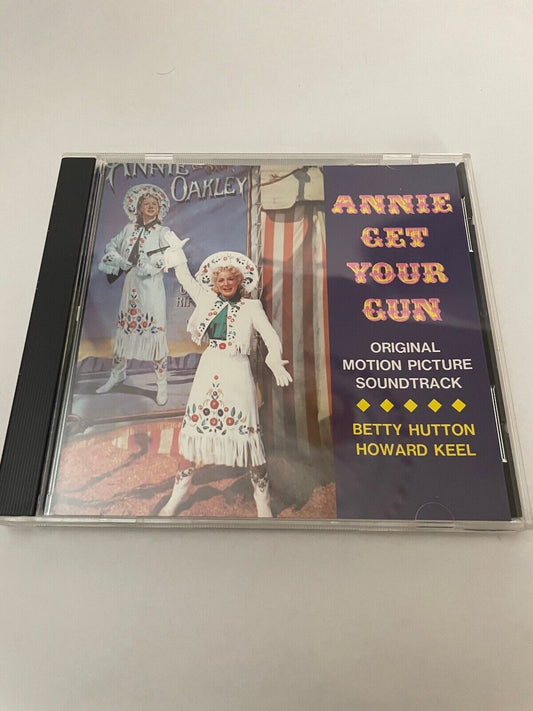 ANNIE
OAKLEY
ANNIE
GET
YOUR
GUN
ORIGINAL
MOTION PICTURE
SOUNDTRACK
BETTY HUTTON
HOWARD KEEL